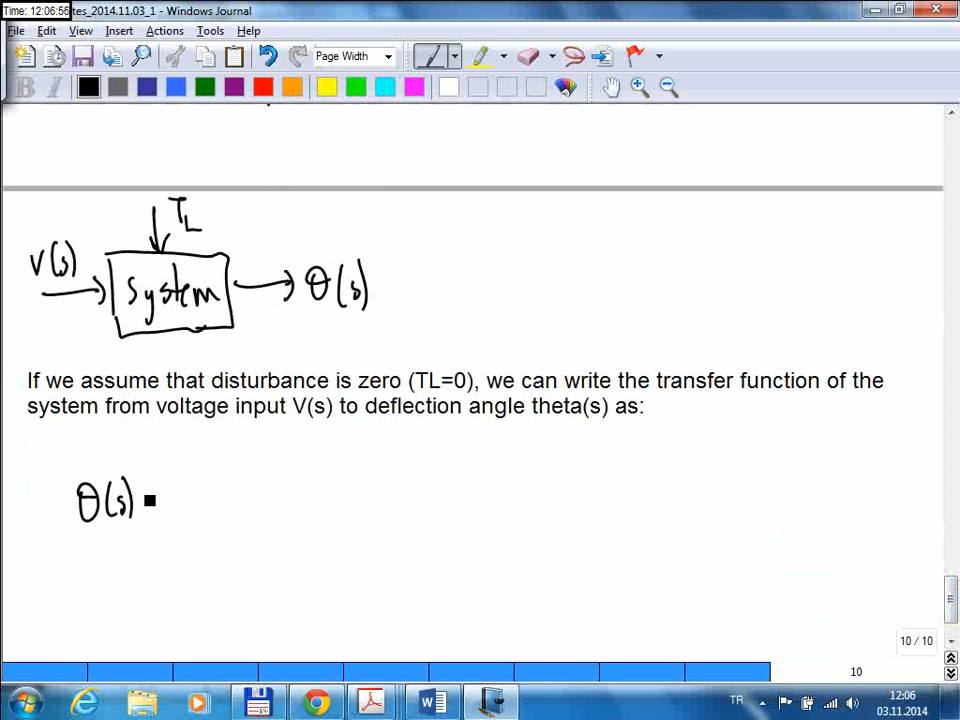 Time: 12:06:56
tes_2014.11.03_1 - Windows Journal
File Edit View Insert Actions Tools Help
Page Width
B I
TL
V(s)
System
θ(s)
If we assume that disturbance is zero (TL=0), we can write the transfer function of the
system from voltage input V(s) to deflection angle theta(s) as:
θ(s)
10 / 10
10
TR
12:06
03.11.2014